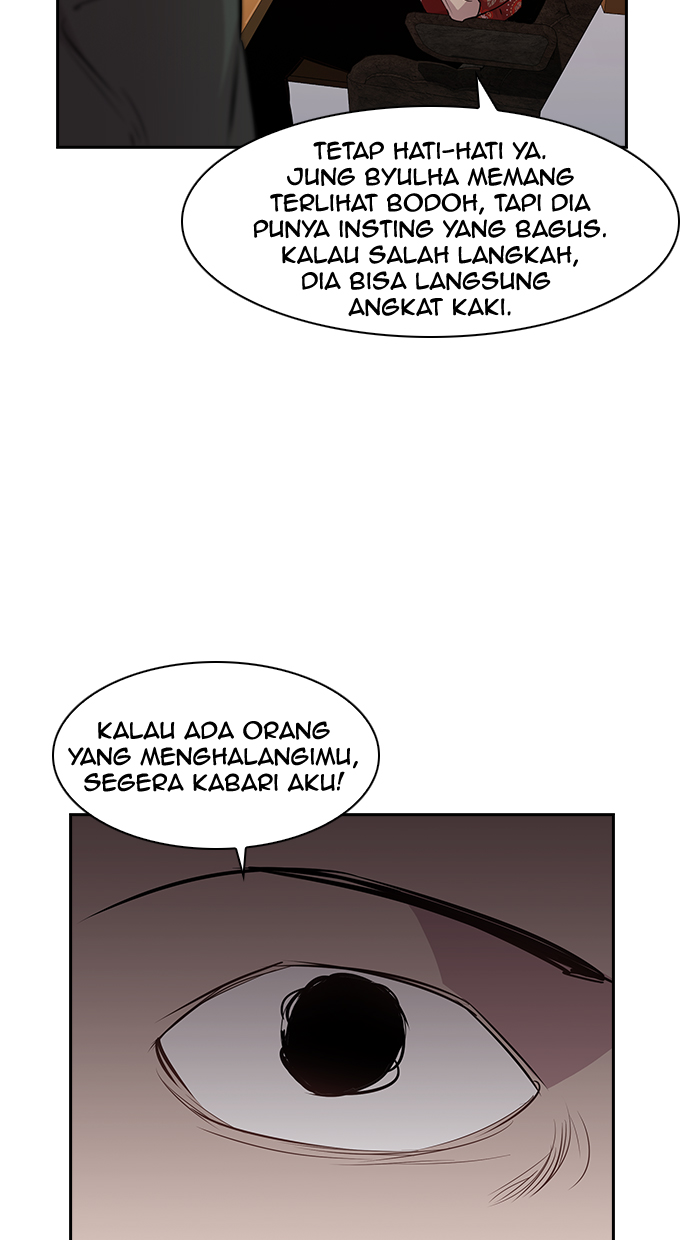 TETAP HATI-HATI YA.
JUNG BYULHA MEMANG
TERLIHAT BODOH, TAPI DIA
PUNYA INSTING YANG BAGUS.
KALAU SALAH LANGKAH,
DIA BISA LANGSUNG
ANGKAT KAKI.
KALAU ADA ORANG
YANG MENGHALANGIMU,
SEGERA KABARI AKU!